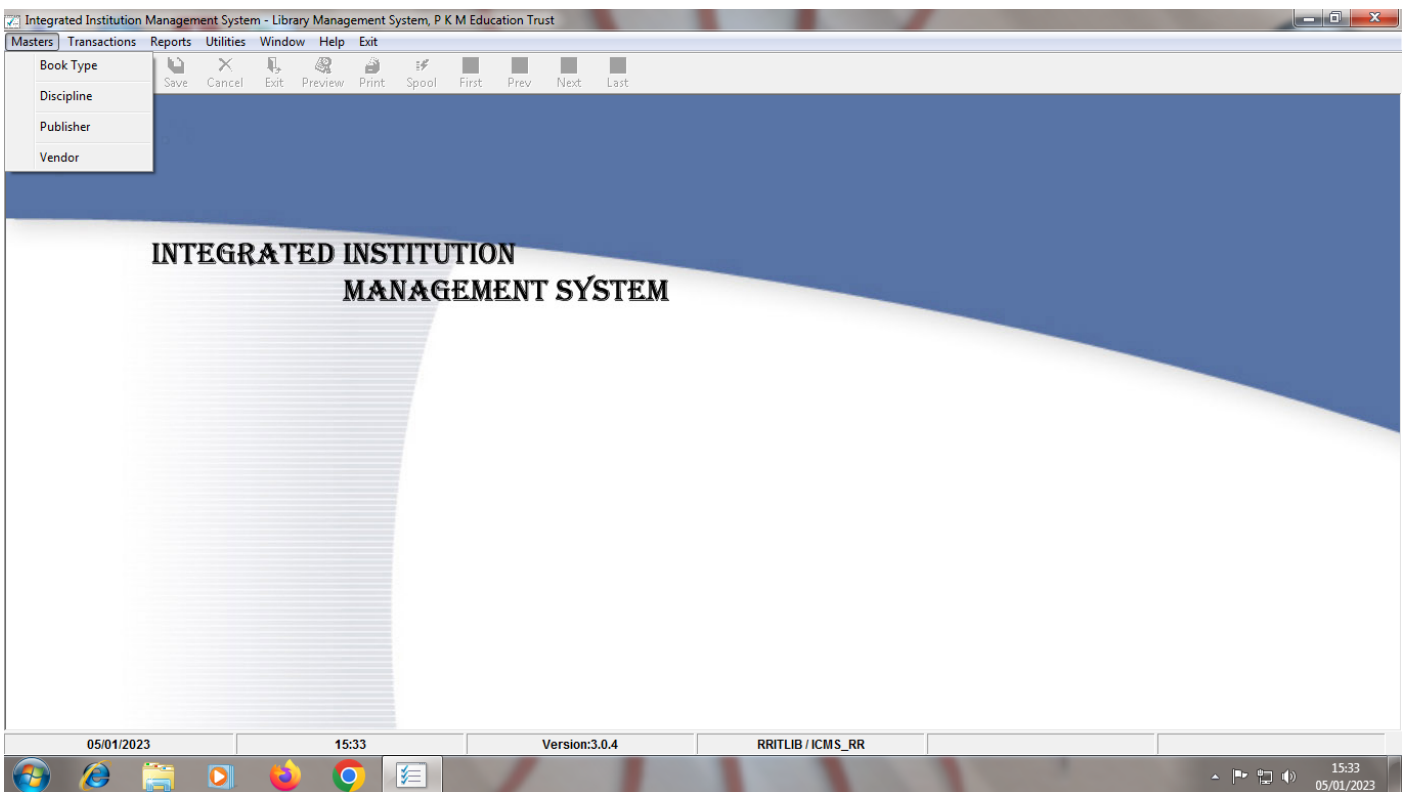 Integrated Institution Management System - Library Management System, P K M Education Trust
Masters Transactions Reports Utilities Window Help Exit
Save Cancel Exit Preview Print Spool First Prev Next Last
Book Type
Discipline
Publisher
Vendor
INTEGRATED INSTITUTION
MANAGEMENT SYSTEM
05/01/2023 15:33 Version:3.0.4 RRITLIB / ICMS_RR
15:33
05/01/2023